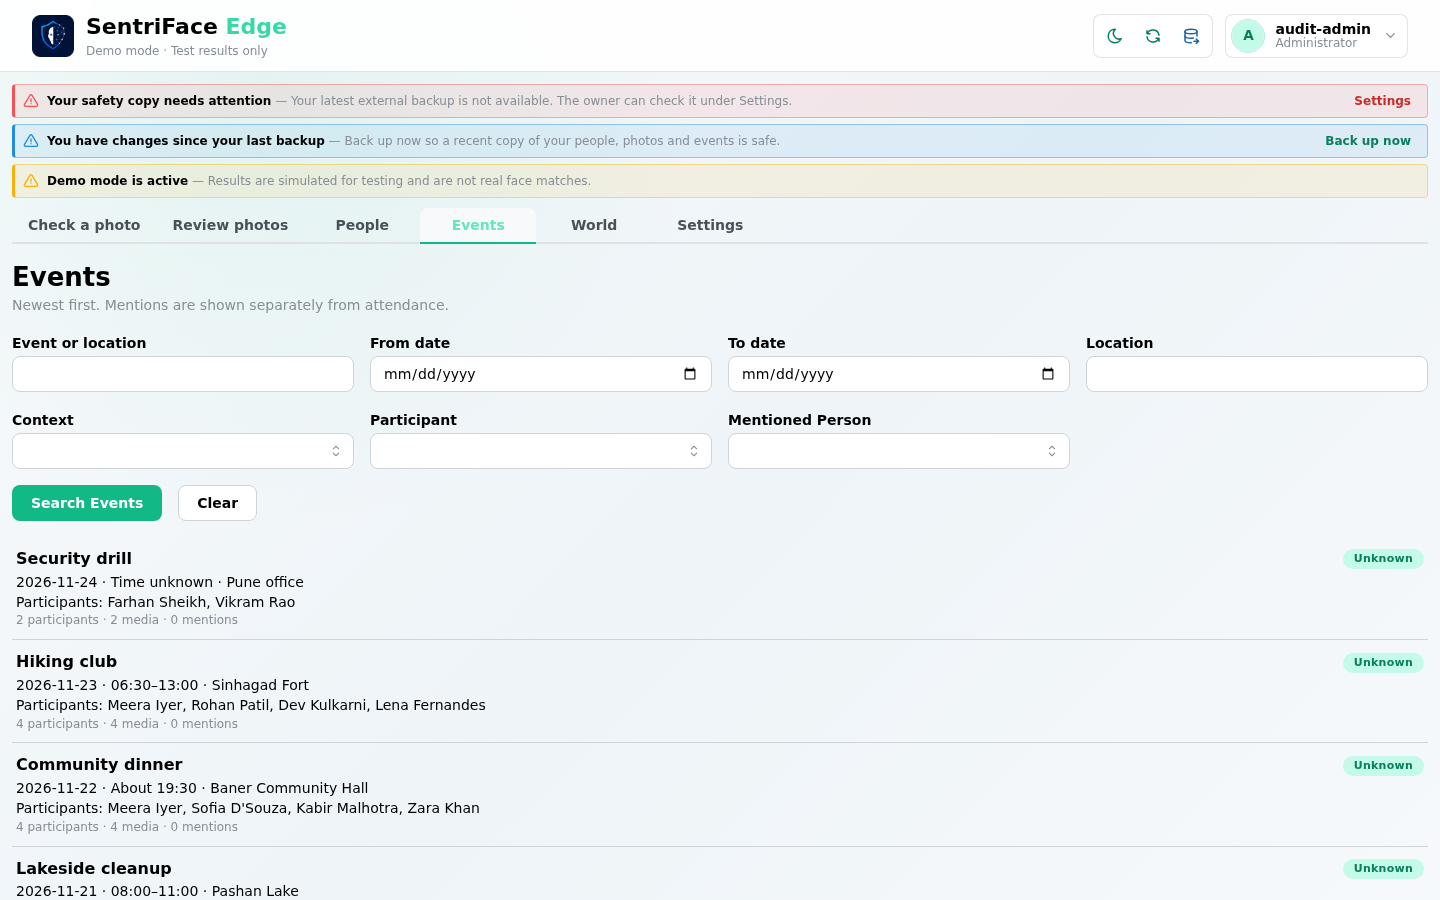 SentriFace Edge
Demo mode · Test results only
A
audit-admin
Administrator
Your safety copy needs attention — Your latest external backup is not available. The owner can check it under Settings.
Settings
You have changes since your last backup — Back up now so a recent copy of your people, photos and events is safe.
Back up now
Demo mode is active — Results are simulated for testing and are not real face matches.
Check a photo
Review photos
People
Events
World
Settings
Events
Newest first. Mentions are shown separately from attendance.
Event or location
From date
To date
Location
mm/dd/yyyy
mm/dd/yyyy
Context
Participant
Mentioned Person
Search Events
Clear
Security drill
Unknown
2026-11-24 · Time unknown · Pune office
Participants: Farhan Sheikh, Vikram Rao
2 participants · 2 media · 0 mentions
Hiking club
Unknown
2026-11-23 · 06:30–13:00 · Sinhagad Fort
Participants: Meera Iyer, Rohan Patil, Dev Kulkarni, Lena Fernandes
4 participants · 4 media · 0 mentions
Community dinner
Unknown
2026-11-22 · About 19:30 · Baner Community Hall
Participants: Meera Iyer, Sofia D'Souza, Kabir Malhotra, Zara Khan
4 participants · 4 media · 0 mentions
Lakeside cleanup
Unknown
2026-11-21 · 08:00–11:00 · Pashan Lake